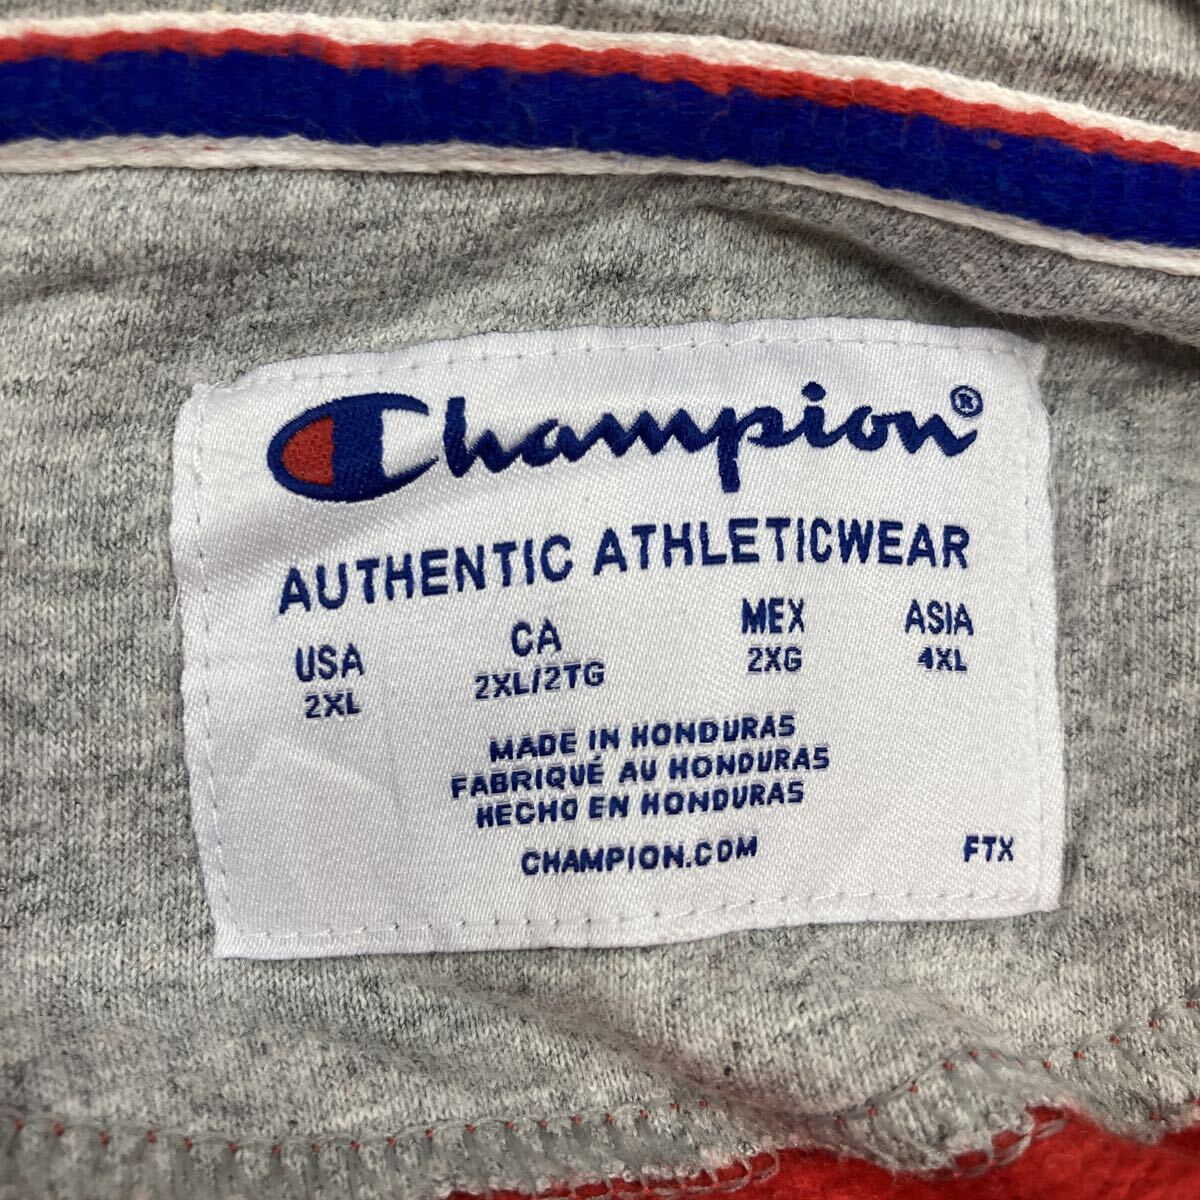 Champion®
AUTHENTIC ATHLETICWEAR
USA CA MEX ASIA
2XL 2XL/2TG 2XG 4XL
MADE IN HONDURAS
FABRIQUÉ AU HONDURAS
HECHO EN HONDURAS
CHAMPION.COM FTX